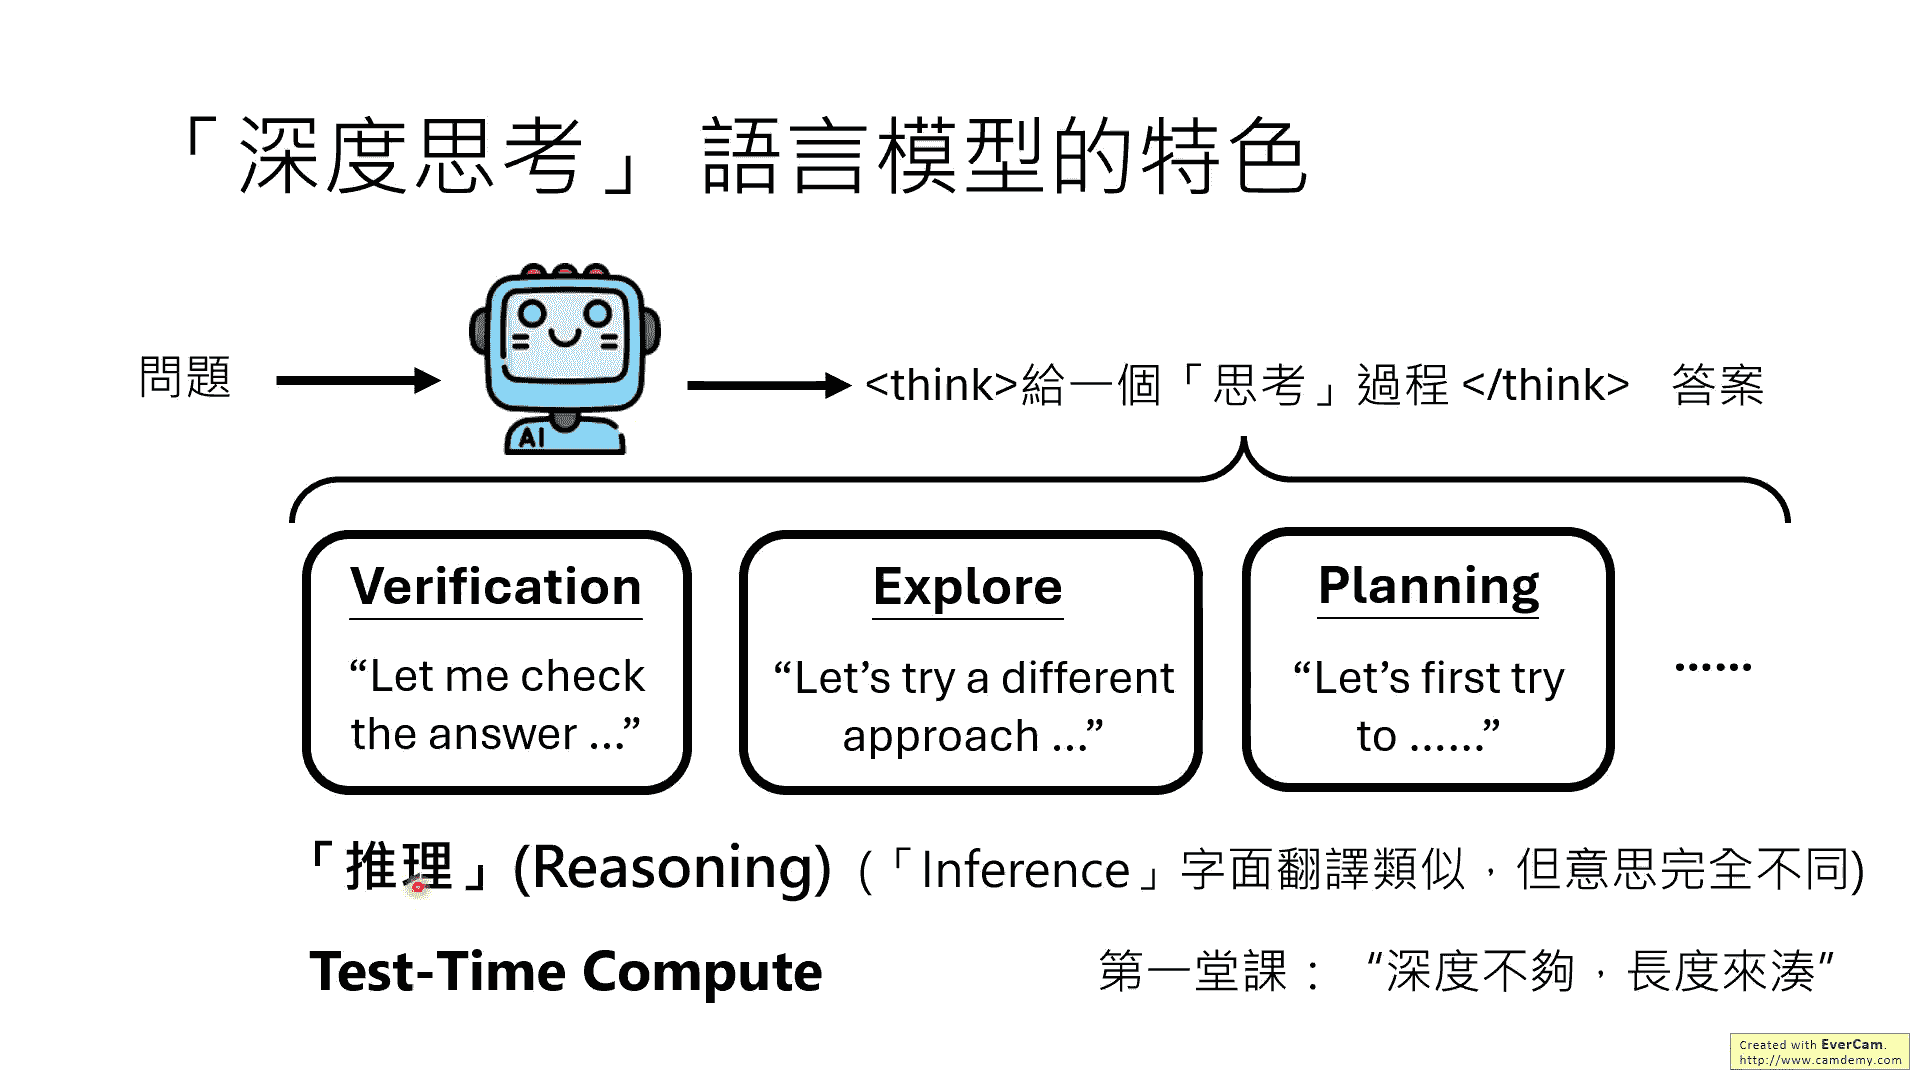 「深度思考」 語言模型的特色
問題
AI
<think>給一個「思考」過程 </think> 答案
Verification
“Let me check
the answer ...”
Explore
“Let’s try a different
approach ...”
Planning
“Let’s first try
to ......”
......
「推理」(Reasoning) (「Inference」字面翻譯類似，但意思完全不同)
Test-Time Compute
第一堂課： “深度不夠，長度來湊”
Created with EverCam.
http://www.camdemy.com